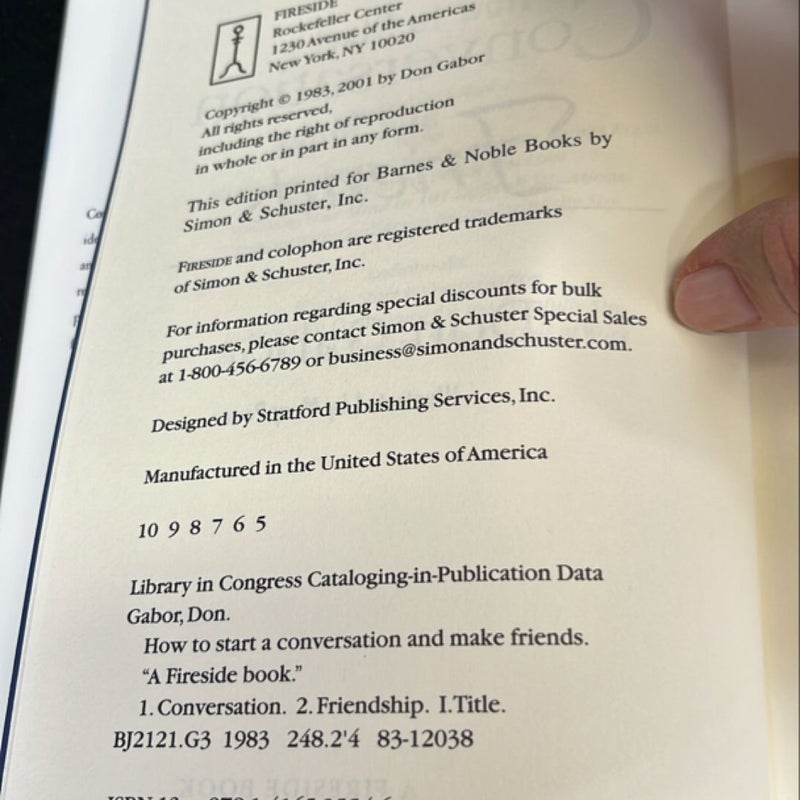 FIRESIDE
Rockefeller Center
1230 Avenue of the Americas
New York, NY 10020
Copyright © 1983, 2001 by Don Gabor
All rights reserved,
including the right of reproduction
in whole or in part in any form.
This edition printed for Barnes & Noble Books by
Simon & Schuster, Inc.
FIRESIDE and colophon are registered trademarks
of Simon & Schuster, Inc.
For information regarding special discounts for bulk
purchases, please contact Simon & Schuster Special Sales
at 1-800-456-6789 or business@simonandschuster.com.
Designed by Stratford Publishing Services, Inc.
Manufactured in the United States of America
10 9 8 7 6 5
Library in Congress Cataloging-in-Publication Data
Gabor, Don.
How to start a conversation and make friends.
“A Fireside book.”
1. Conversation. 2. Friendship. I. Title.
BJ2121.G3 1983 248.2'4 83-12038